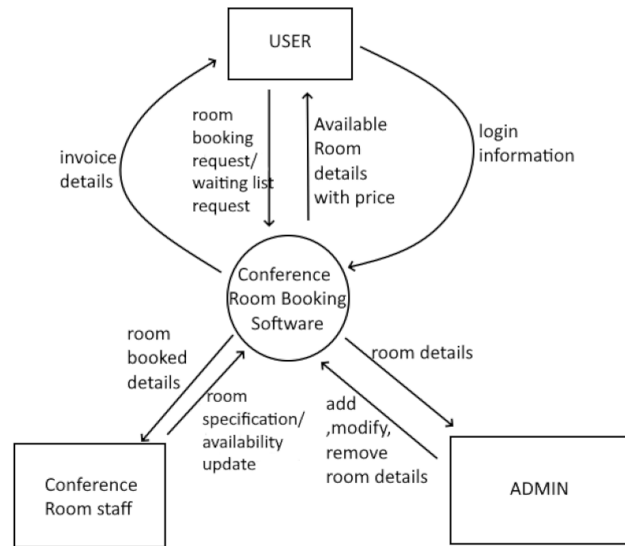 USER
room
booking
request/
waiting list
request
Available
Room
details
with price
login
information
invoice
details
Conference
Room Booking
Software
room
booked
details
room details
room
specification/
availability
update
add
,modify,
remove
room details
Conference
Room staff
ADMIN